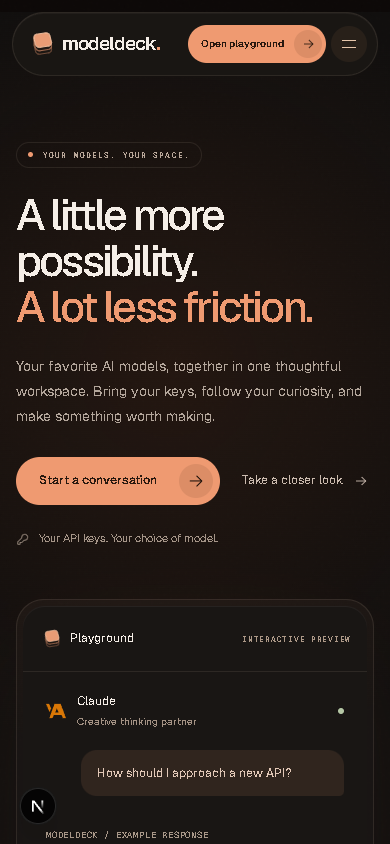 modeldeck.
Open playground
YOUR MODELS. YOUR SPACE.
A little more
possibility.
A lot less friction.
Your favorite AI models, together in one thoughtful
workspace. Bring your keys, follow your curiosity, and
make something worth making.
Start a conversation
Take a closer look
Your API keys. Your choice of model.
Playground
INTERACTIVE PREVIEW
Claude
Creative thinking partner
How should I approach a new API?
N
MODELDECK / EXAMPLE RESPONSE